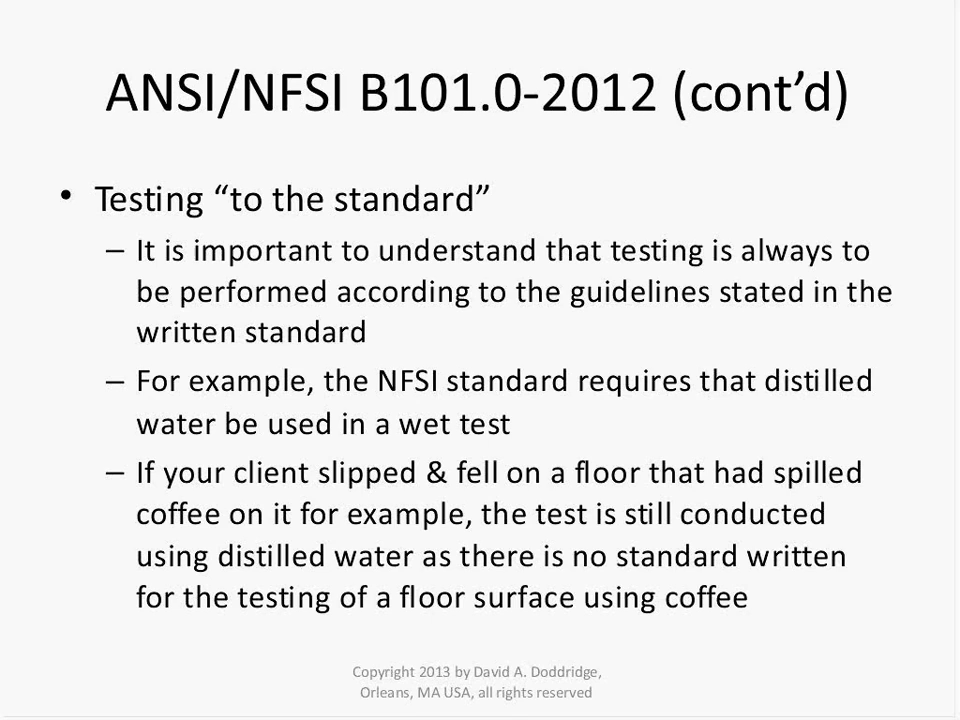 ANSI/NFSI B101.0-2012 (cont’d)
• Testing “to the standard”
– It is important to understand that testing is always to
be performed according to the guidelines stated in the
written standard
– For example, the NFSI standard requires that distilled
water be used in a wet test
– If your client slipped & fell on a floor that had spilled
coffee on it for example, the test is still conducted
using distilled water as there is no standard written
for the testing of a floor surface using coffee
Copyright 2013 by David A. Doddridge,
Orleans, MA USA, all rights reserved